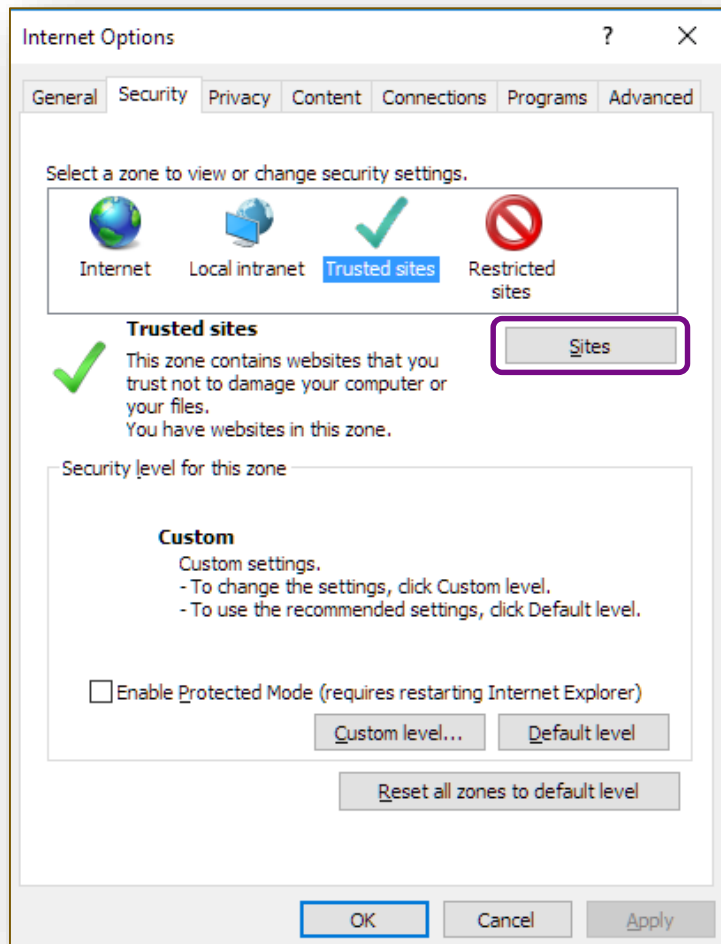 Internet Options ?
General Security Privacy Content Connections Programs Advanced
Select a zone to view or change security settings.
Internet Local intranet Trusted sites Restricted sites
Trusted sites
Sites
This zone contains websites that you
trust not to damage your computer or
your files.
You have websites in this zone.
Security level for this zone
Custom
Custom settings.
- To change the settings, click Custom level.
- To use the recommended settings, click Default level.
Enable Protected Mode (requires restarting Internet Explorer)
Custom level... Default level
Reset all zones to default level
OK Cancel Apply